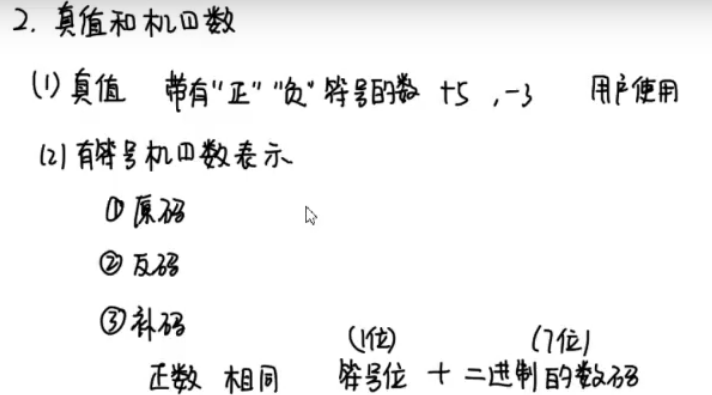 2. 真值和机四数
(1) 真值 带有"正" "负" 符号的数 +5 , -3 用户使用
(2) 有符号机四数表示
① 原码
② 反码
③ 补码
(1位) (7位)
正数 相同 符号位 + 二进制的数码